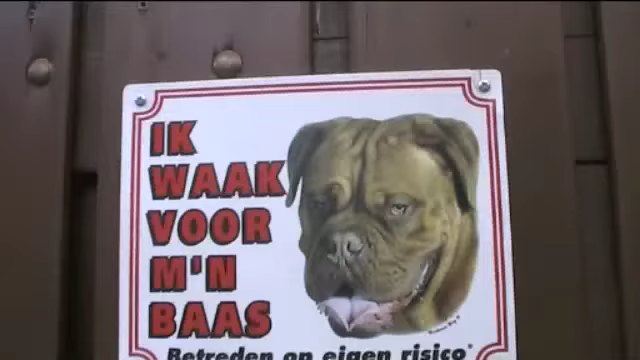 IK
WAAK
VOOR
M'N
BAAS
Betreden op eigen risico